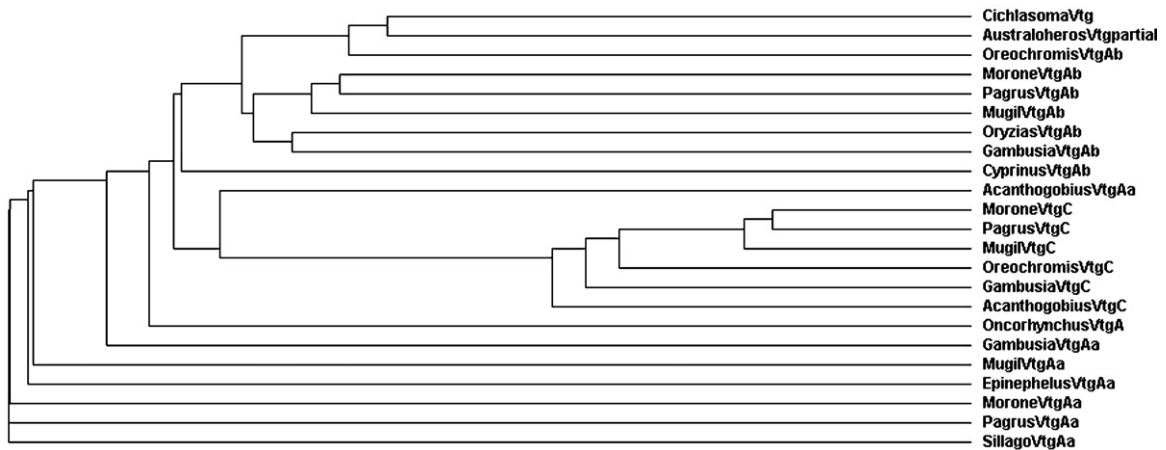 CichlasomaVtg
AustraloherosVtgpartial
OreochromisVtgAb
MoroneVtgAb
PagrusVtgAb
MugilVtgAb
OryziasVtgAb
GambusiaVtgAb
CyprinusVtgAb
AcanthogobiusVtgAa
MoroneVtgC
PagrusVtgC
MugilVtgC
OreochromisVtgC
GambusiaVtgC
AcanthogobiusVtgC
OncorhynchusVtgA
GambusiaVtgAa
MugilVtgAa
EpinephelusVtgAa
MoroneVtgAa
PagrusVtgAa
SillagoVtgAa